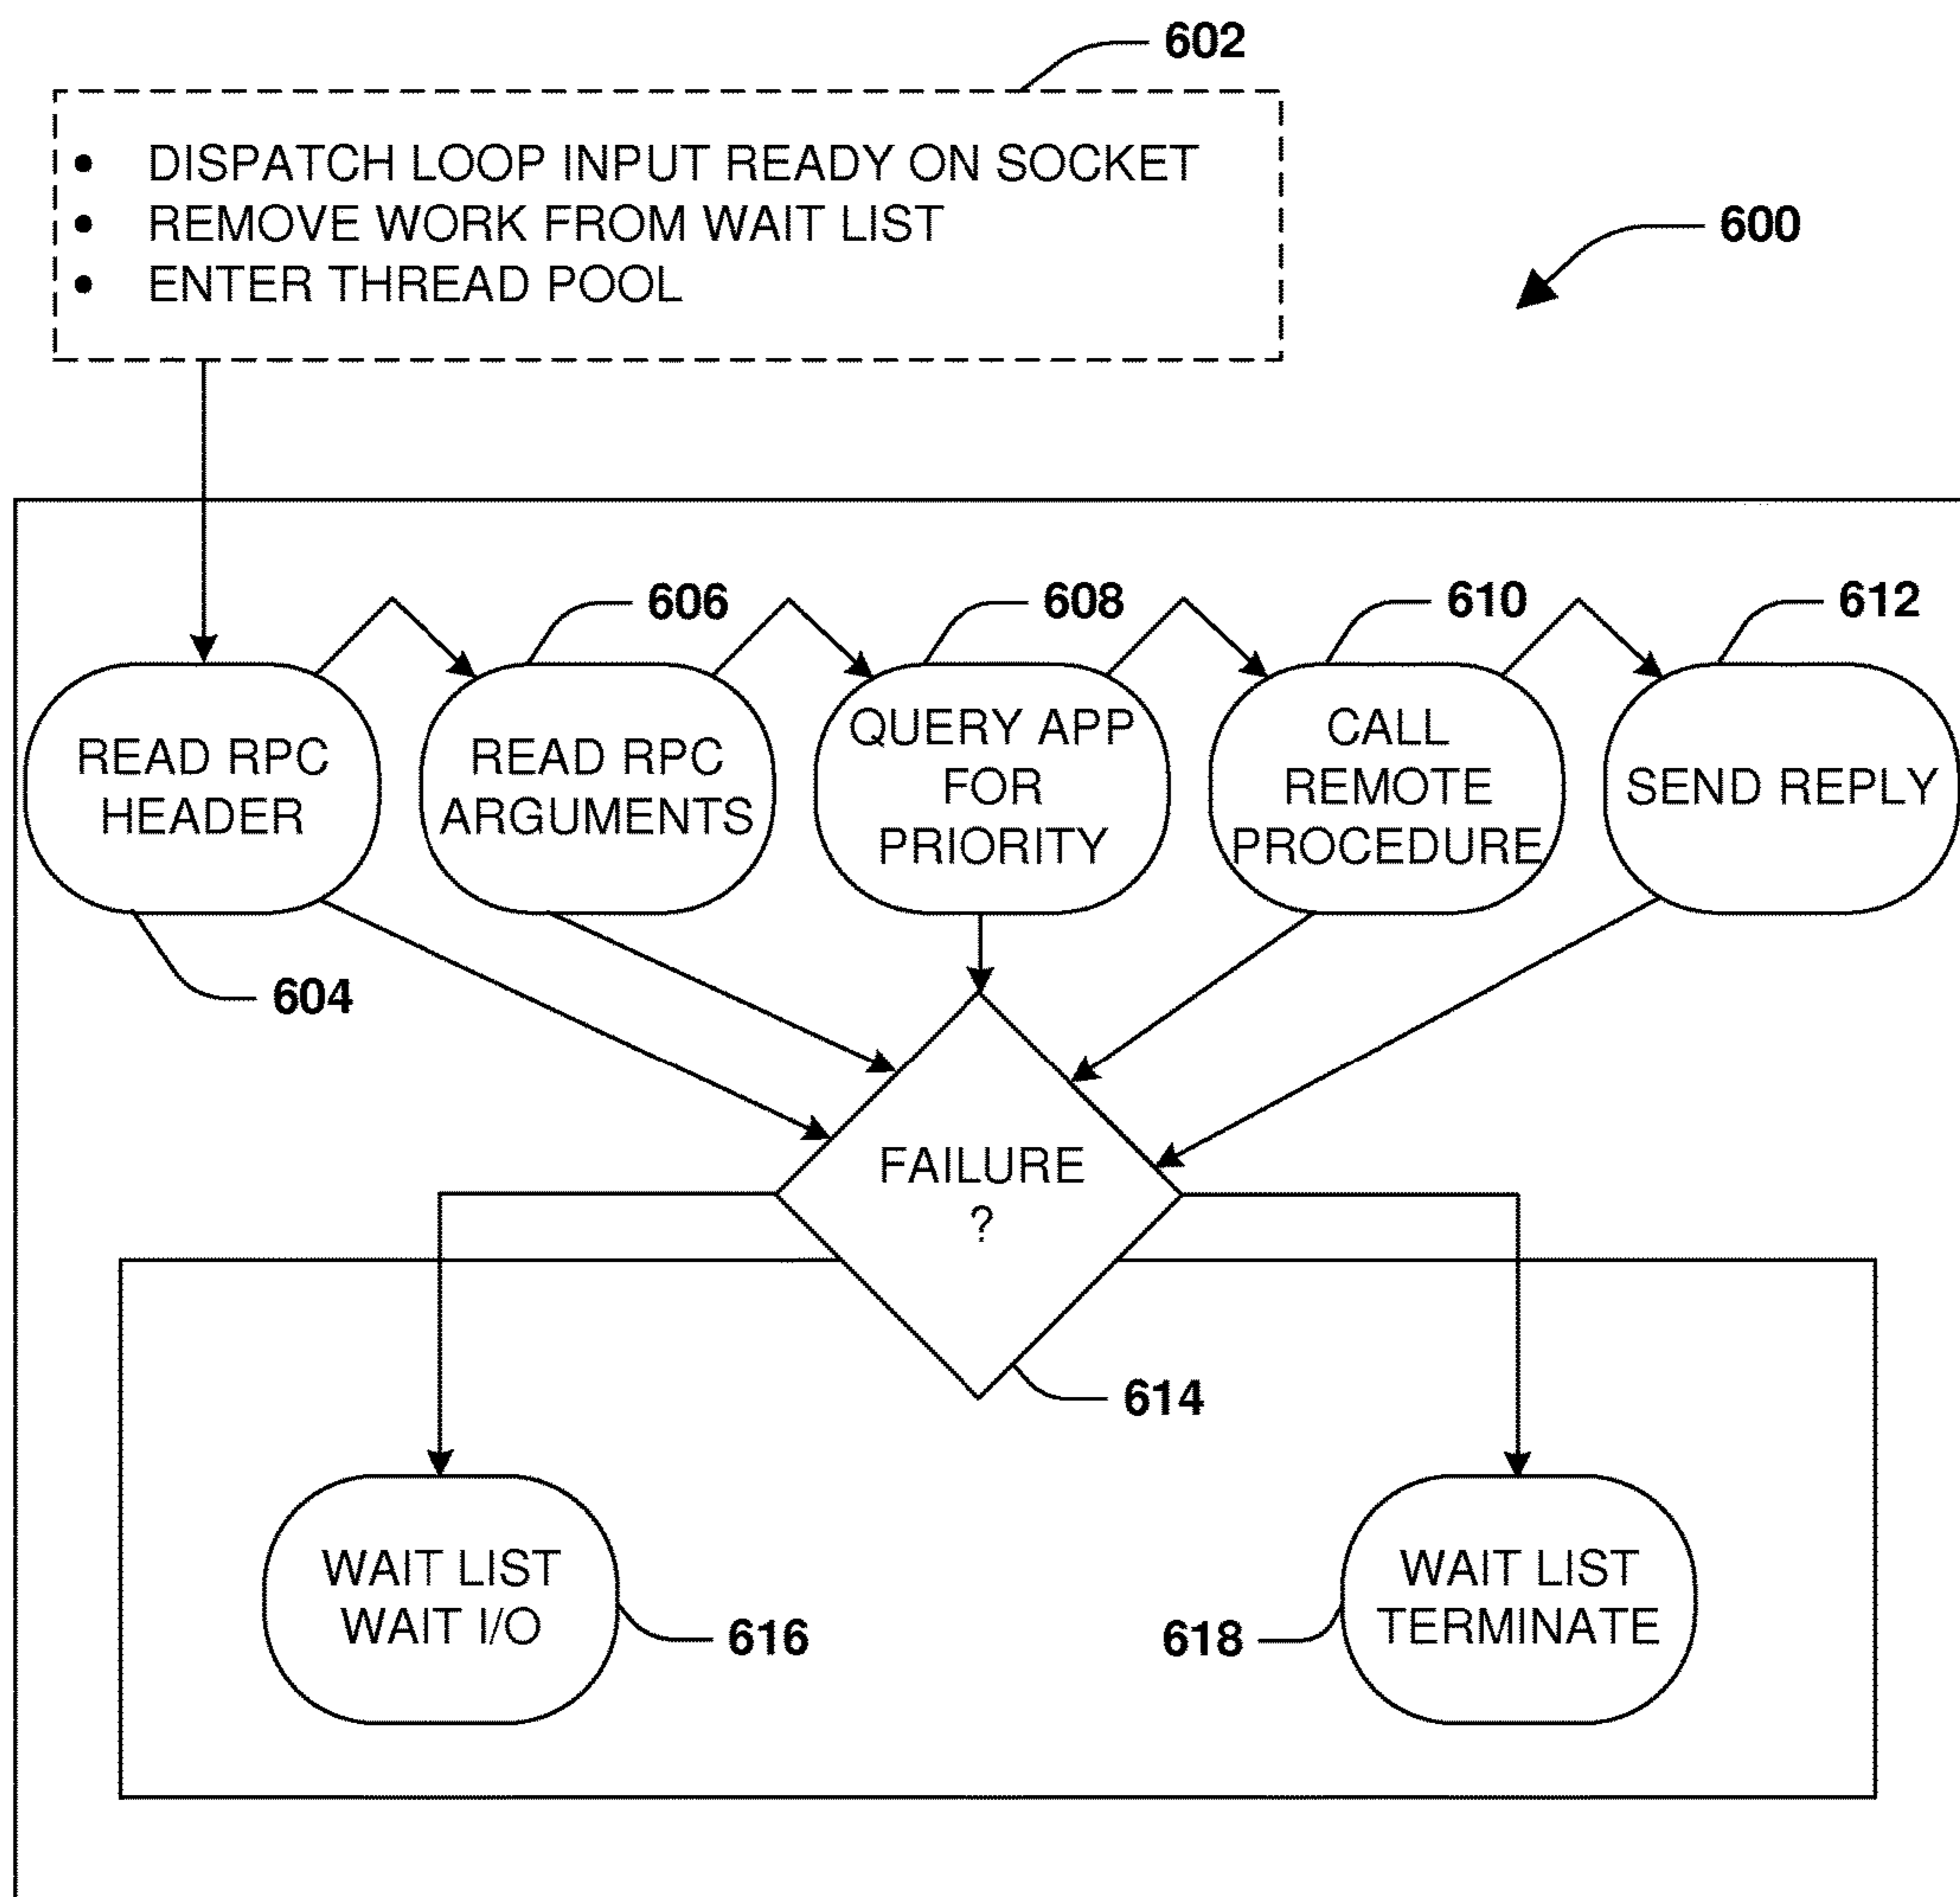 602
• DISPATCH LOOP INPUT READY ON SOCKET
• REMOVE WORK FROM WAIT LIST
• ENTER THREAD POOL
600
606
608
610
612
READ RPC
HEADER
READ RPC
ARGUMENTS
QUERY APP
FOR
PRIORITY
CALL
REMOTE
PROCEDURE
SEND REPLY
604
FAILURE
?
614
WAIT LIST
WAIT I/O
616
618
WAIT LIST
TERMINATE